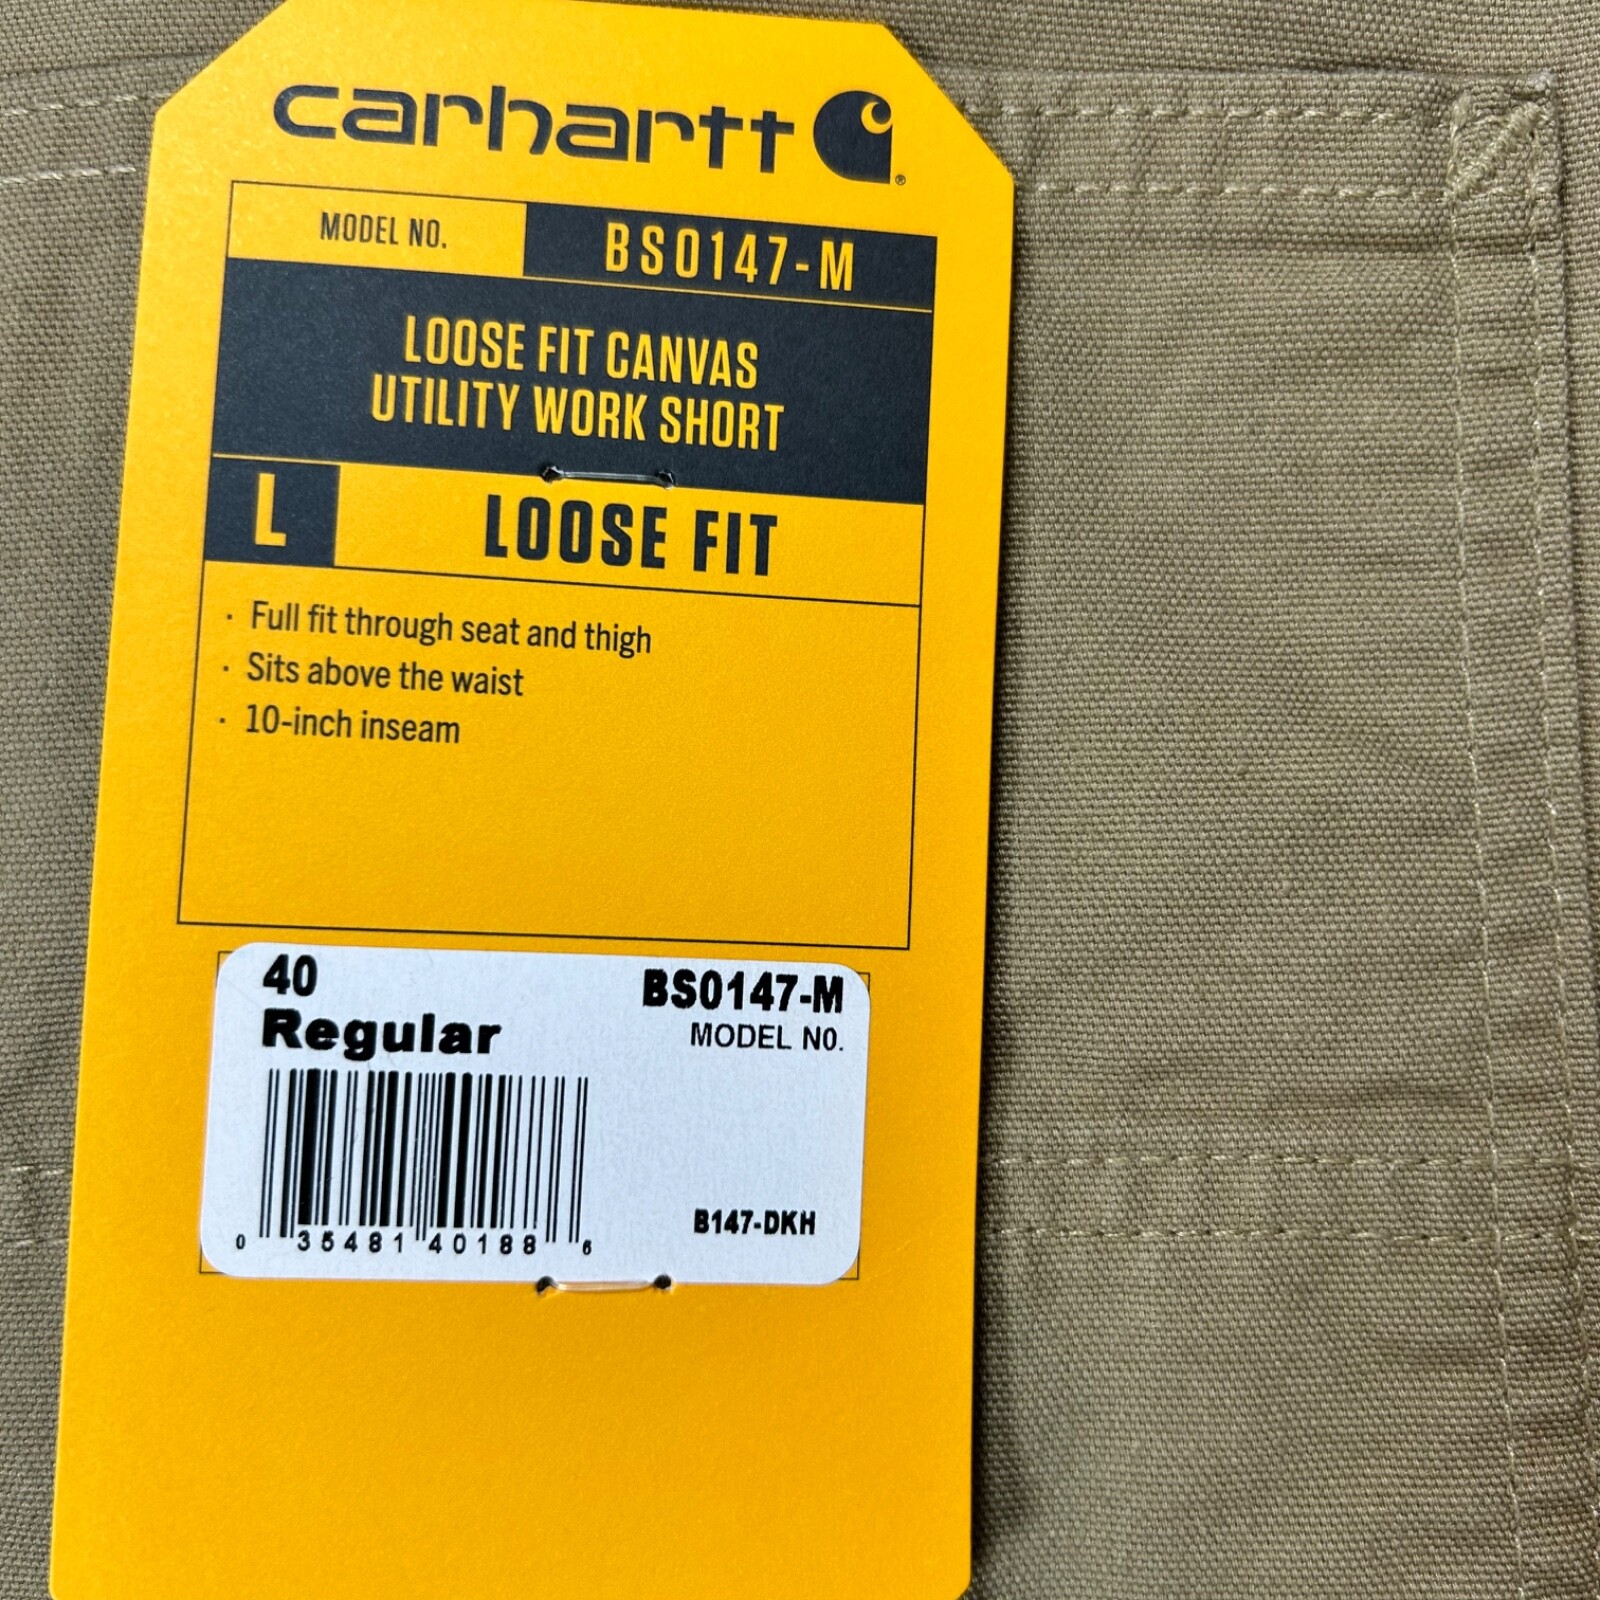 carhartt
MODEL NO. BS0147-M
LOOSE FIT CANVAS
UTILITY WORK SHORT
L LOOSE FIT
· Full fit through seat and thigh
· Sits above the waist
· 10-inch inseam
40 BS0147-M
Regular MODEL NO.
B147-DKH
0 35481 40188 6